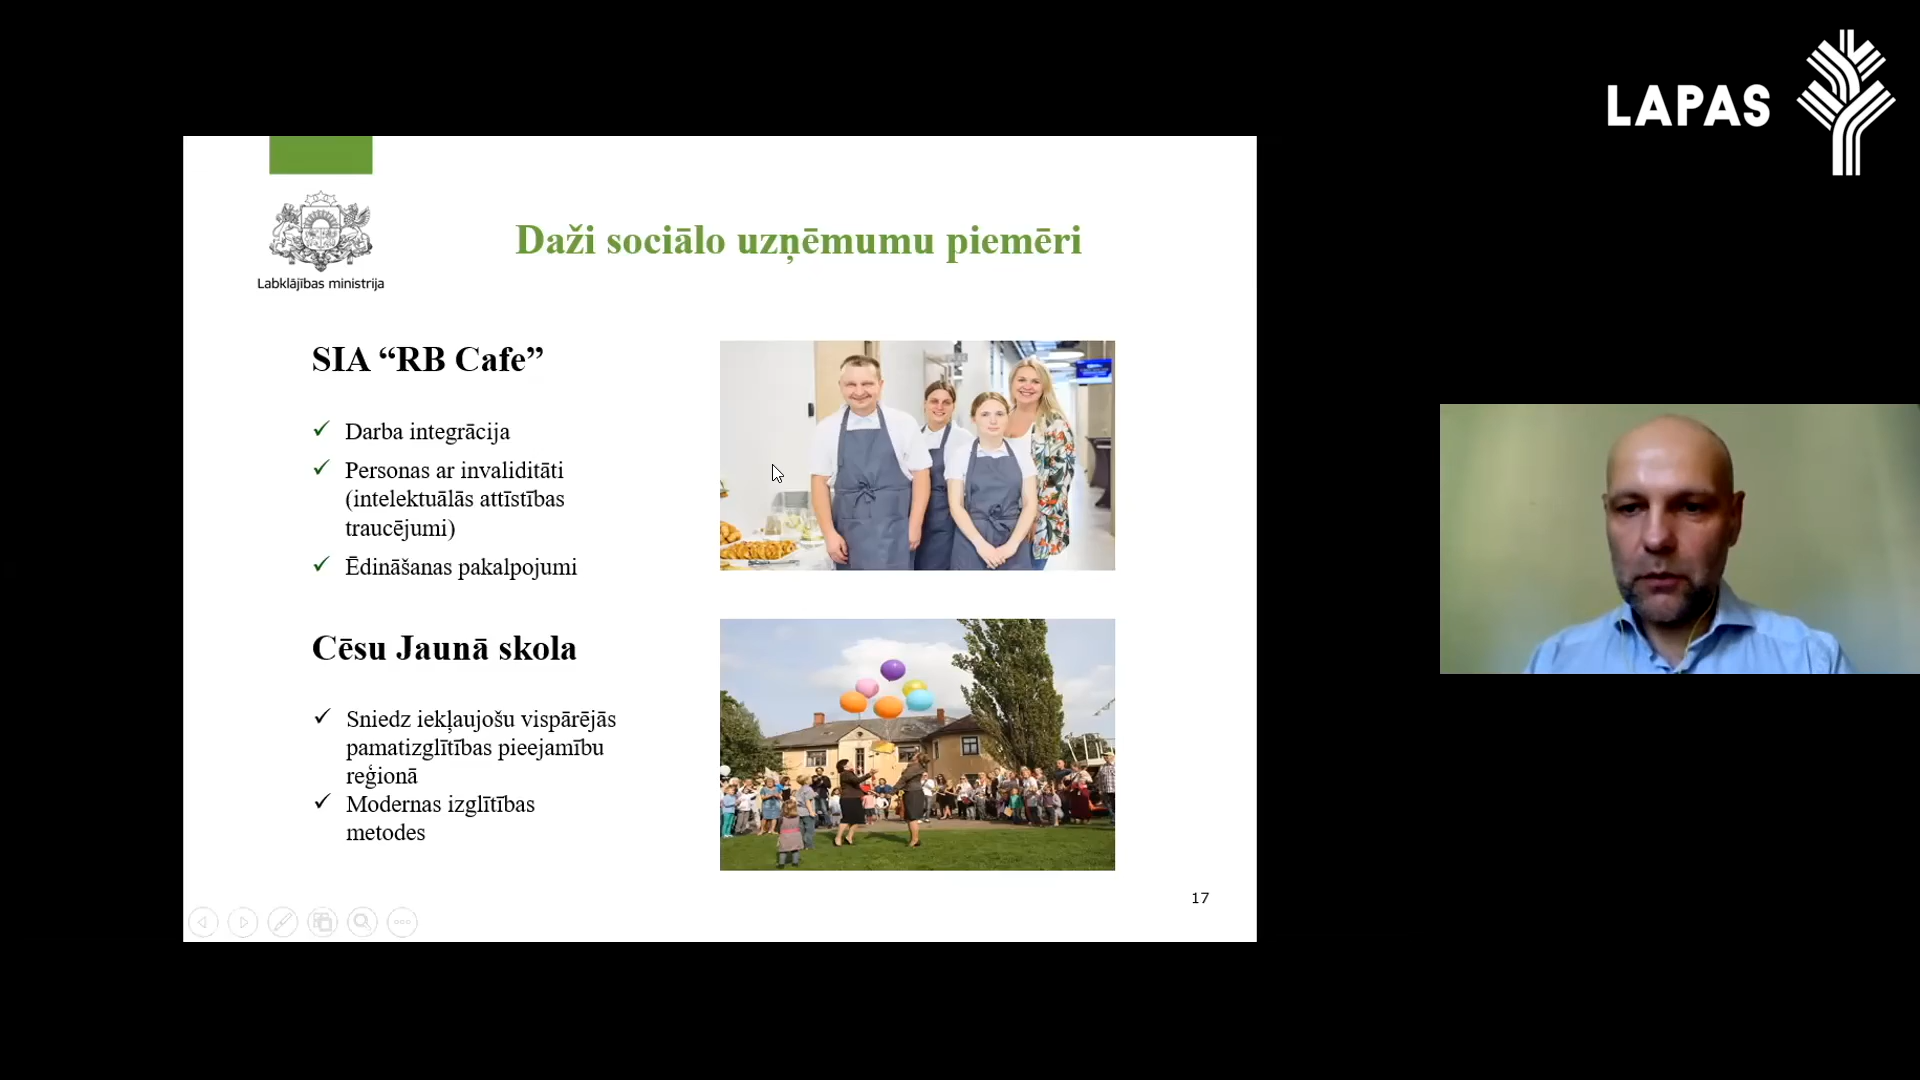 LAPAS
Labklājības ministrija
Daži sociālo uzņēmumu piemēri
SIA “RB Cafe”
Darba integrācija
Personas ar invaliditāti
(intelektuālās attīstības
traucējumi)
Ēdināšanas pakalpojumi
Cēsu Jaunā skola
Sniedz iekļaujošu vispārējās
pamatizglītības pieejamību
reģionā
Modernas izglītības
metodes
17